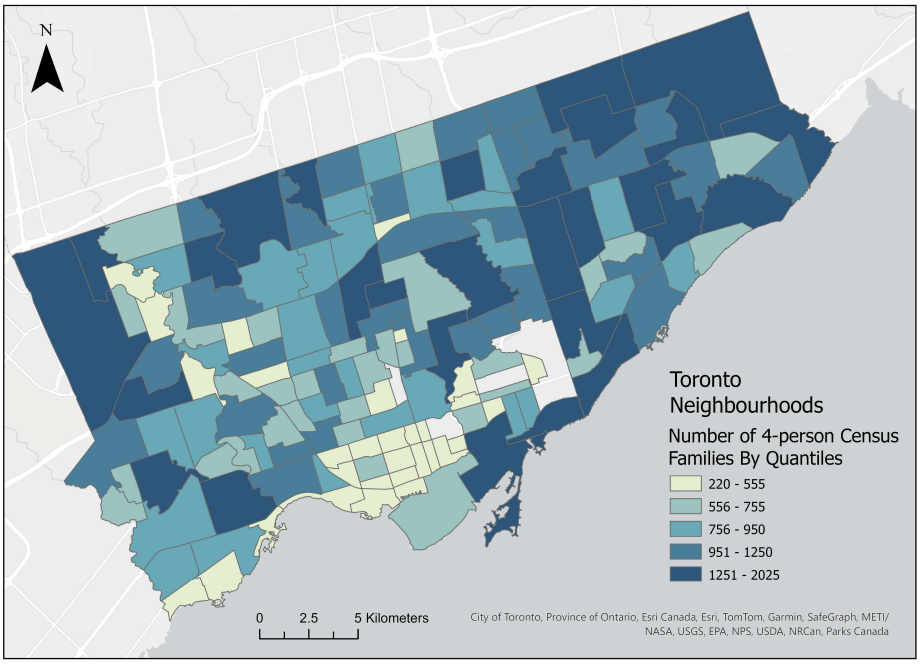 N
Toronto
Neighbourhoods
Number of 4-person Census
Families By Quantiles
220 - 555
556 - 755
756 - 950
951 - 1250
1251 - 2025
0 2.5 5 Kilometers
City of Toronto, Province of Ontario, Esri Canada, Esri, TomTom, Garmin, SafeGraph, METI/
NASA, USGS, EPA, NPS, USDA, NRCan, Parks Canada